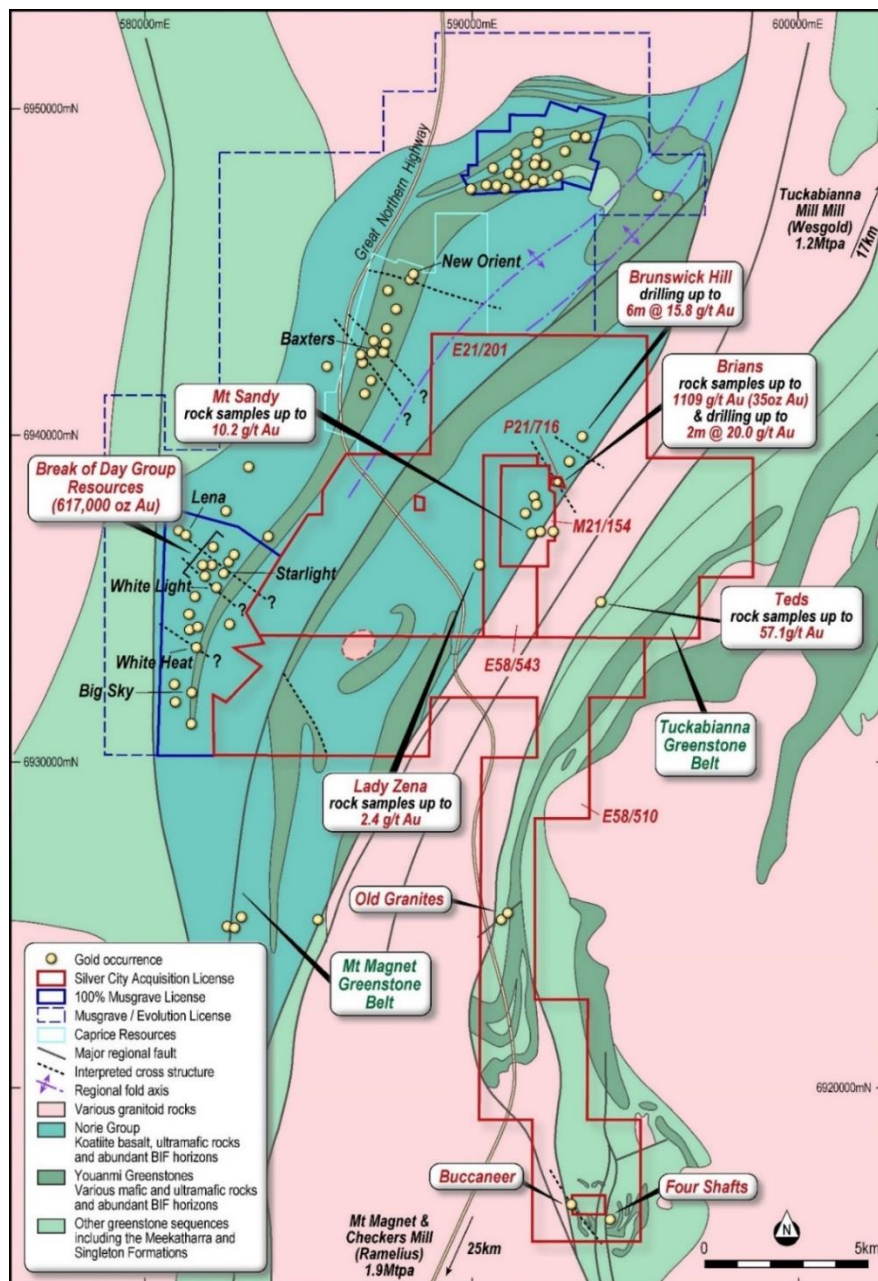 580000mE
590000mE
600000mE
6950000mN
Great Northern Highway
Tuckabianna
Mill Mill
(Wesgold)
1.2Mtpa
17km
New Orient
Brunswick Hill
drilling up to
6m @ 15.8 g/t Au
Baxters
E21/201
Mt Sandy
rock samples up to
10.2 g/t Au
Brians
rock samples up to
1109 g/t Au (35oz Au)
& drilling up to
2m @ 20.0 g/t Au
?
?
6940000mN
P21/716
Break of Day Group
Resources
(617,000 oz Au)
Lena
M21/154
Starlight
White Light
?
?
Teds
rock samples up to
57.1g/t Au
White Heat
?
E58/543
Big Sky
Tuckabianna
Greenstone
Belt
6930000mN
Lady Zena
rock samples up to
2.4 g/t Au
E58/510
Old Granites
Mt Magnet
Greenstone
Belt
Gold occurrence
Silver City Acquisition License
100% Musgrave License
Musgrave / Evolution License
Caprice Resources
Major regional fault
Interpreted cross structure
Regional fold axis
Various granitoid rocks
Norie Group
Koatiite basalt, ultramafic rocks
and abundant BIF horizons
Youanmi Greenstones
Various mafic and ultramafic rocks
and abundant BIF horizons
Other greenstone sequences
including the Meekatharra and
Singleton Formations
6920000mN
Buccaneer
Four Shafts
Mt Magnet &
Checkers Mill
(Ramelius)
1.9Mtpa
25km
N
0
5km